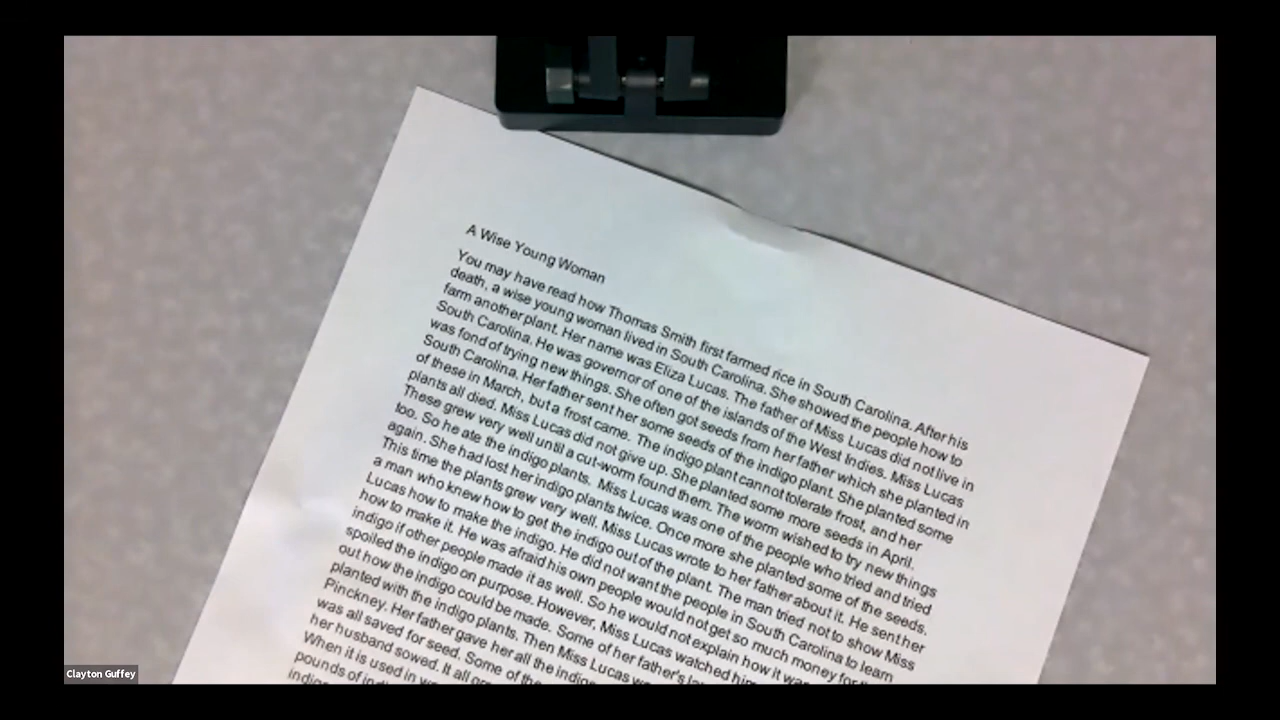 A Wise Young Woman
You may have read how Thomas Smith first farmed rice in South Carolina. After his
death, a wise young woman lived in South Carolina. She showed the people how to
farm another plant. Her name was Eliza Lucas. The father of Miss Lucas did not live in
South Carolina. He was governor of one of the islands of the West Indies. Miss Lucas
was fond of trying new things. She often got seeds from her father which she planted in
South Carolina. Her father sent her some seeds of the indigo plant. She planted some
of these in March, but a frost came. The indigo plant cannot tolerate frost, and her
plants all died. Miss Lucas did not give up. She planted some more seeds in April.
These grew very well until a cut-worm found them. The worm wished to try new things
too. So he ate the indigo plants. Miss Lucas was one of the people who tried and tried
again. She had lost her indigo plants twice. Once more she planted some of the seeds.
This time the plants grew very well. Miss Lucas wrote to her father about it. He sent her
a man who knew how to get the indigo out of the plant. The man tried not to show Miss
Lucas how to make the indigo. He did not want the people in South Carolina to learn
how to make it. He was afraid his own people would not get so much money for
indigo if other people made it as well. So he would not explain how it
spoiled the indigo on purpose. However, Miss Lucas watched him
out how the indigo could be made. Some of her father's
planted with the indigo plants. Then Miss Lucas
Pinckney. Her father gave her all the indigo
was all saved for seed. Some of the
her husband sowed. It all
When it is used in
pounds of
Clayton Guffey